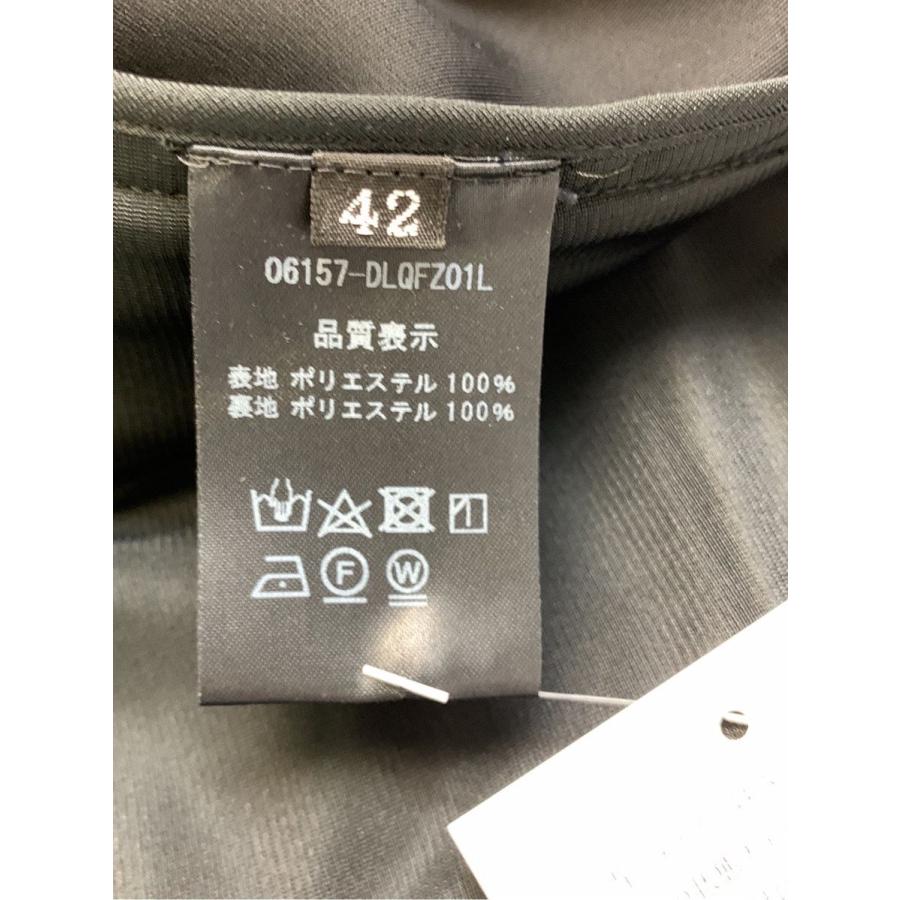 42
06157-DLQFZ01L
品質表示
表地 ポリエステル 100%
裏地 ポリエステル 100%
F W